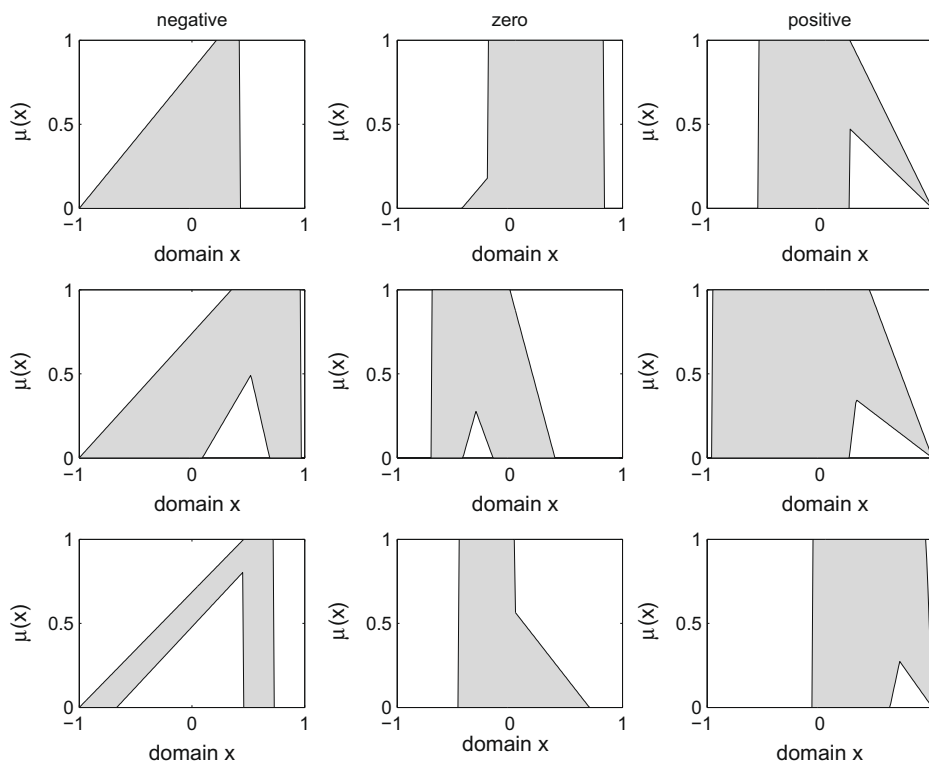 negative zero positive
1 1 1
μ(x) μ(x) μ(x)
0.5 0.5 0.5
0 0 0
−1 0 1 −1 0 1 −1 0 1
domain x domain x domain x
1 1 1
μ(x) μ(x) μ(x)
0.5 0.5 0.5
0 0 0
−1 0 1 −1 0 1 −1 0 1
domain x domain x domain x
1 1 1
μ(x) μ(x) μ(x)
0.5 0.5 0.5
0 0 0
−1 0 1 −1 0 1 −1 0 1
domain x domain x domain x